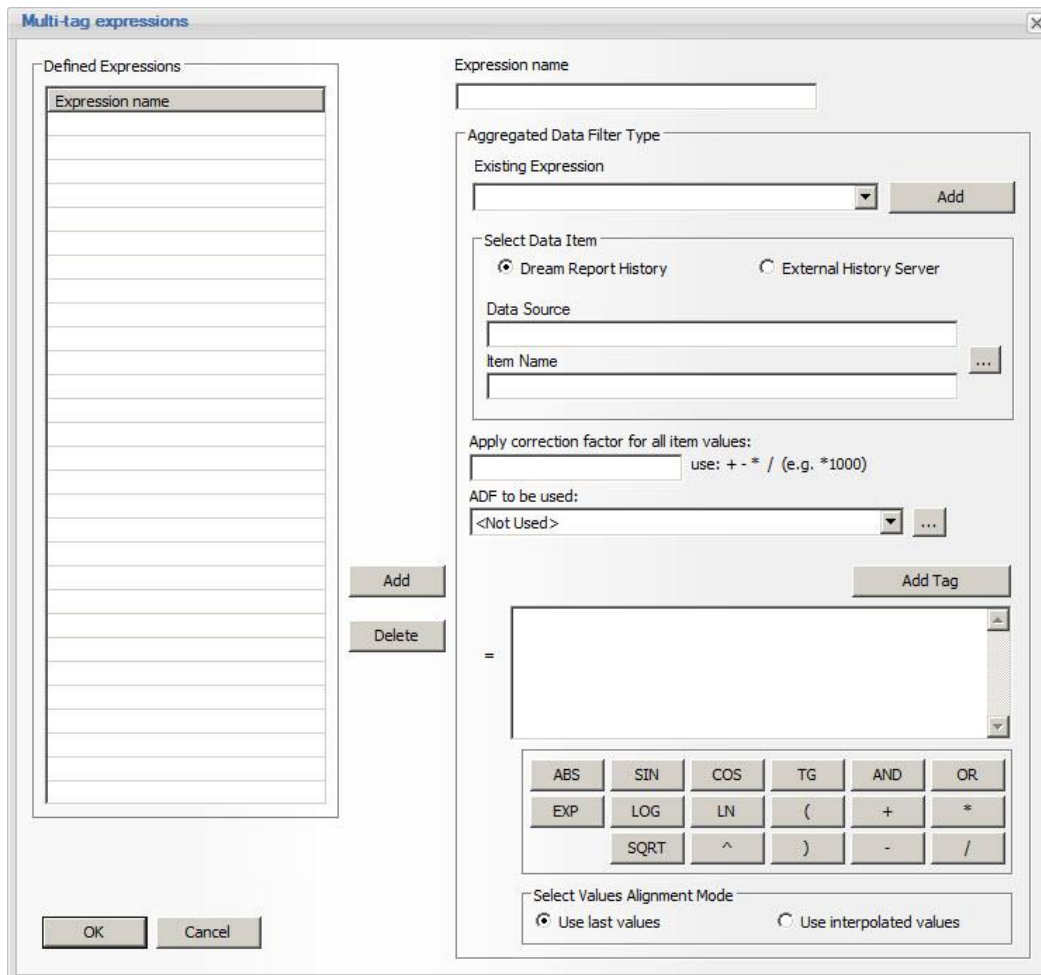 Multi-tag expressions
Defined Expressions
Expression name
Expression name
Aggregated Data Filter Type
Existing Expression
Add
Select Data Item
Dream Report History
External History Server
Data Source
Item Name
...
Apply correction factor for all item values:
use: + - * / (e.g. *1000)
ADF to be used:
<Not Used>
...
Add
Delete
Add Tag
=
ABS SIN COS TG AND OR
EXP LOG LN ( + *
SQRT ^ ) - /
Select Values Alignment Mode
Use last values
Use interpolated values
OK
Cancel